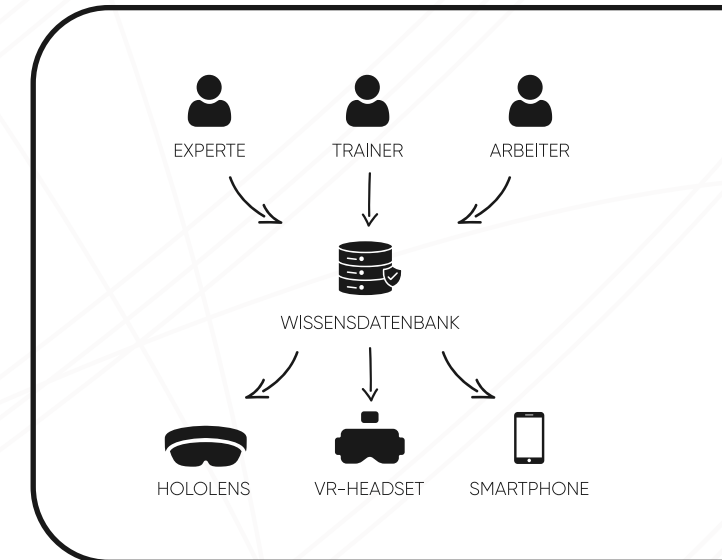 EXPERTE
TRAINER
ARBEITER
WISSENSDATENBANK
HOLOLENS
VR-HEADSET
SMARTPHONE